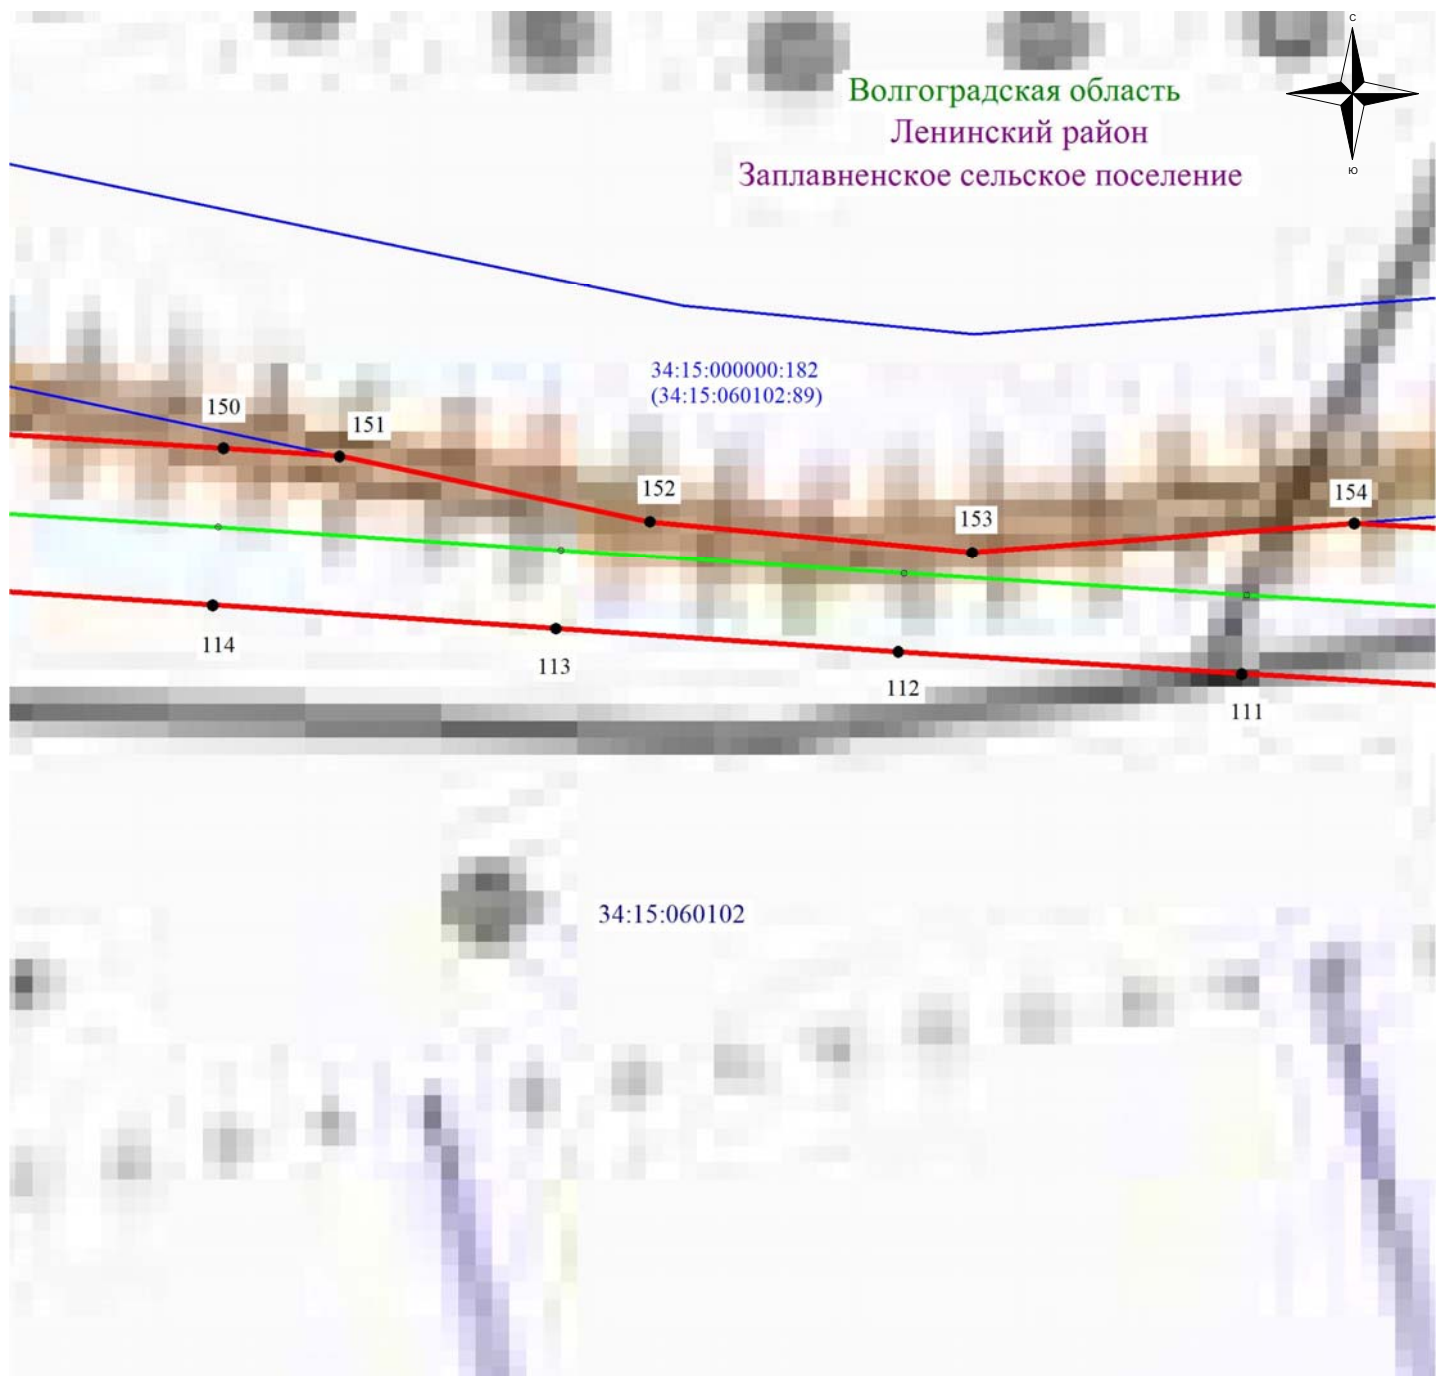 С
Волгоградская область
Ленинский район
Заплавненское сельское поселение
Ю
34:15:000000:182
(34:15:060102:89)
150
151
152
153
154
114
113
112
111
34:15:060102